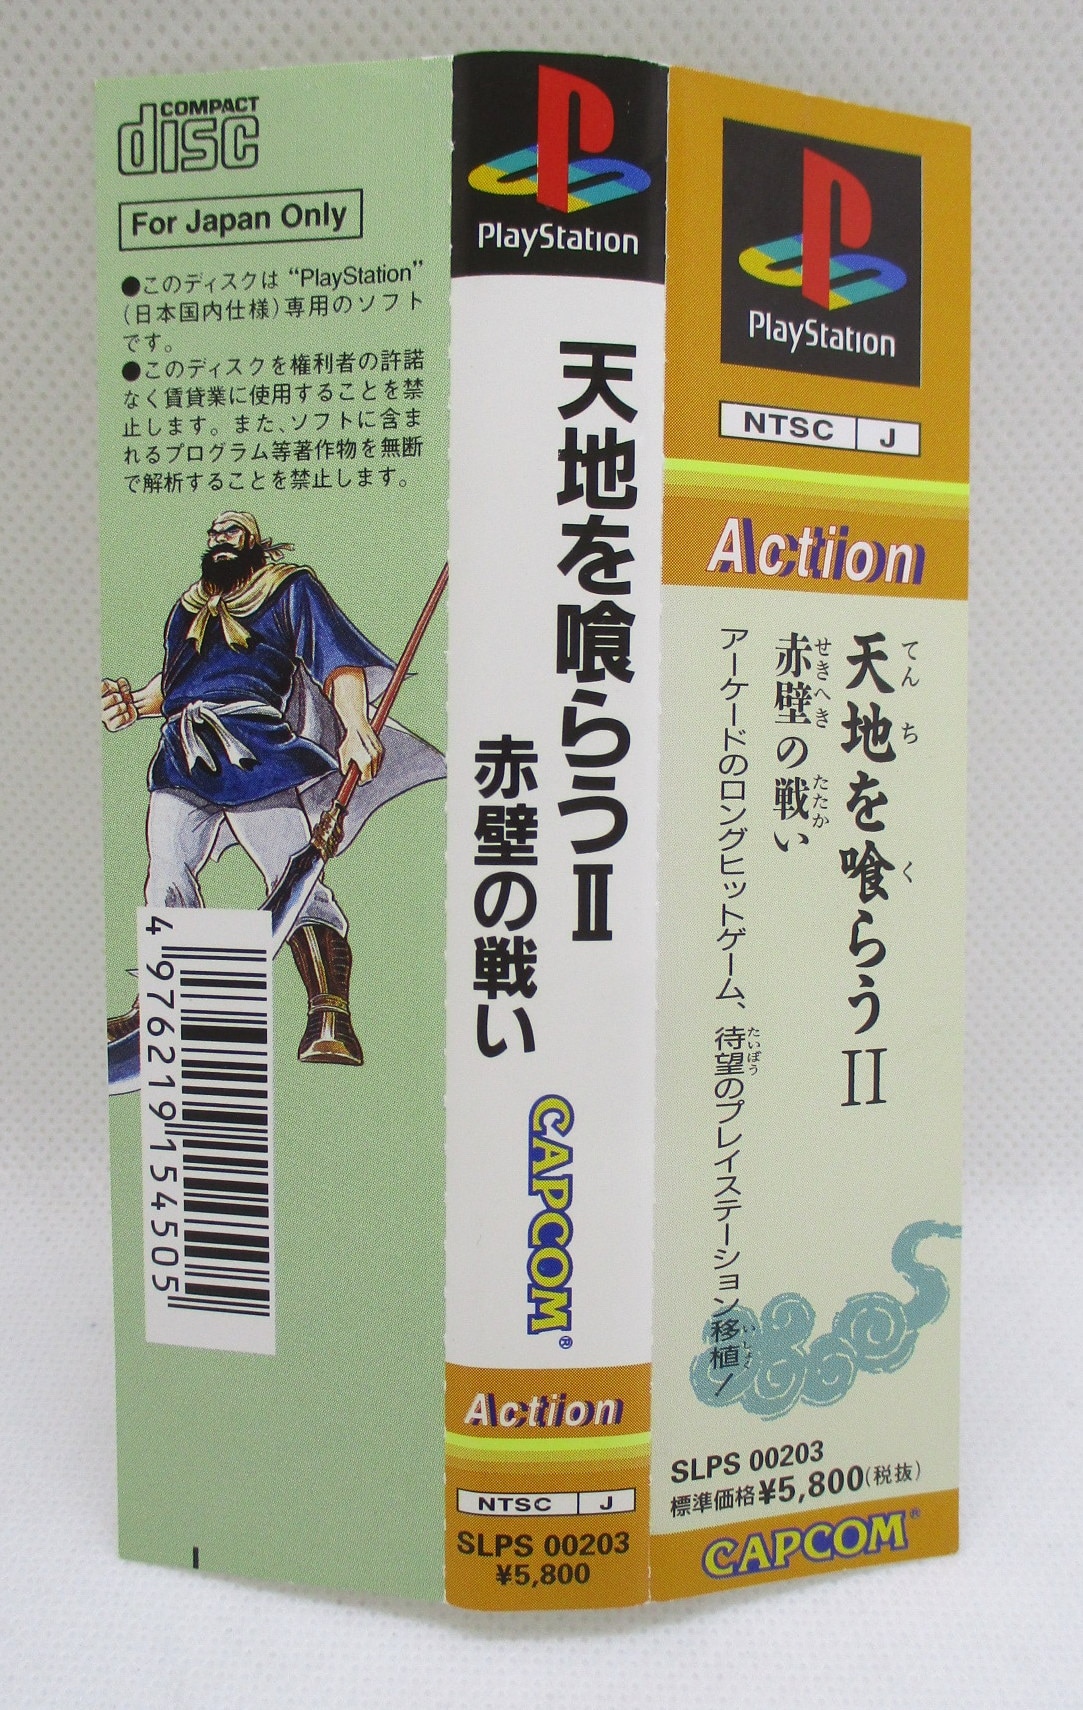 COMPACT
disc
For Japan Only
●このディスクは“PlayStation”
(日本国内仕様)専用のソフト
です。
●このディスクを権利者の許諾
なく賃貸業に使用することを禁
止します。また、ソフトに含ま
れるプログラム等著作物を無断
で解析することを禁止します。
4 976219 154505
PlayStation
天地を喰らうII
赤壁の戦い
CAPCOM®
Action
NTSC J
SLPS 00203
¥5,800
PlayStation
NTSC J
Action
天地を喰らうII
てんち く
赤壁の戦い
せきへき たたか
アーケードのロングヒットゲーム、待望のプレイステーション移植！
たいぼう いしょく
SLPS 00203
標準価格¥5,800(税抜)
CAPCOM®